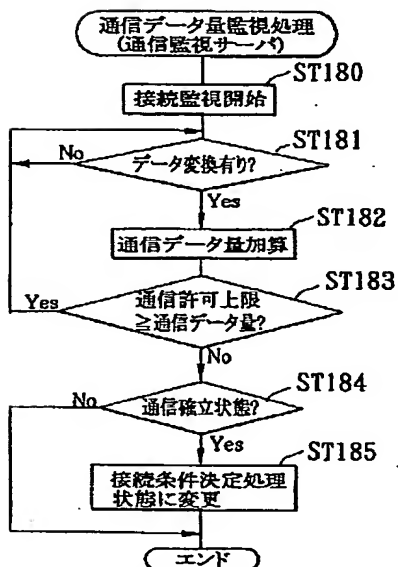 通信データ量監視処理
(通信監視サーバ)
ST180
接続監視開始
ST181
No
データ変換有り?
Yes
ST182
通信データ量加算
ST183
Yes
通信許可上限
≧通信データ量?
No
ST184
No
通信確立状態?
Yes
ST185
接続条件決定処理
状態に変更
エンド